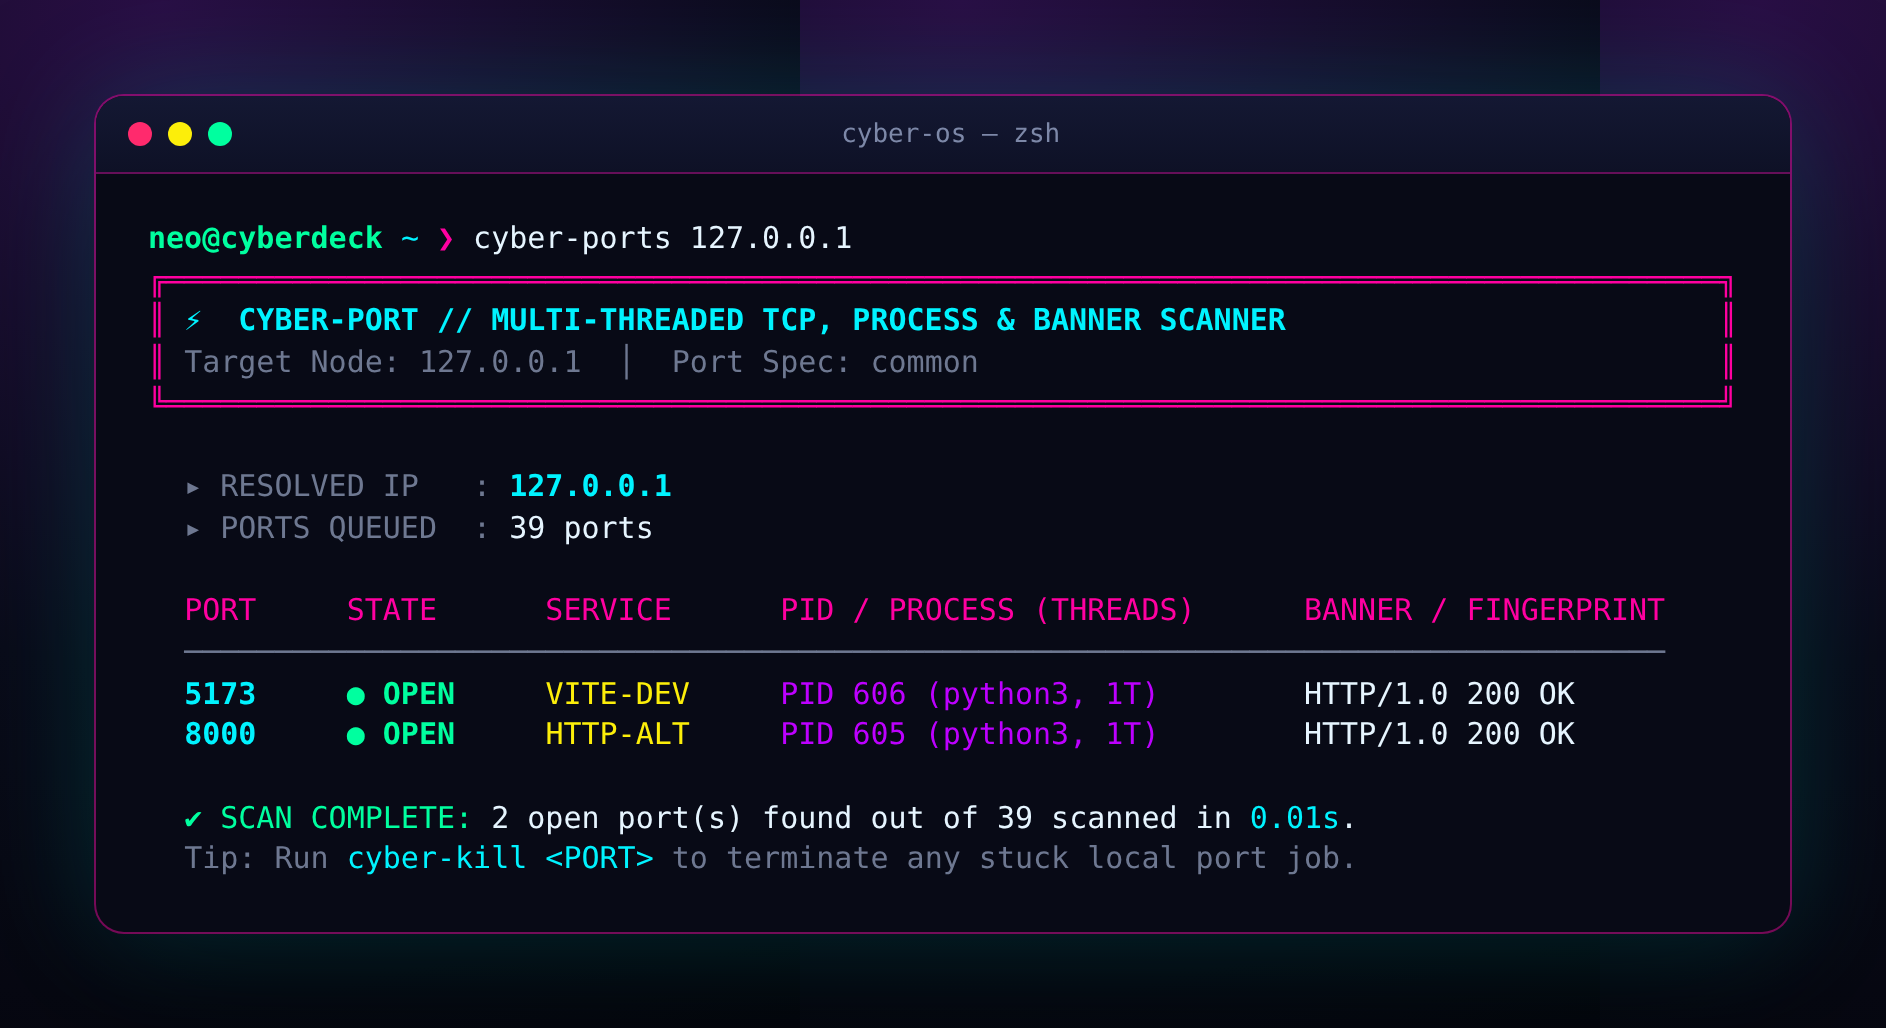 cyber-os — zsh
neo@cyberdeck ~ ❯ cyber-ports 127.0.0.1
⚡ CYBER-PORT // MULTI-THREADED TCP, PROCESS & BANNER SCANNER
Target Node: 127.0.0.1 │ Port Spec: common
▸ RESOLVED IP : 127.0.0.1
▸ PORTS QUEUED : 39 ports
PORT STATE SERVICE PID / PROCESS (THREADS) BANNER / FINGERPRINT
5173 ● OPEN VITE-DEV PID 606 (python3, 1T) HTTP/1.0 200 OK
8000 ● OPEN HTTP-ALT PID 605 (python3, 1T) HTTP/1.0 200 OK
✔ SCAN COMPLETE: 2 open port(s) found out of 39 scanned in 0.01s.
Tip: Run cyber-kill <PORT> to terminate any stuck local port job.